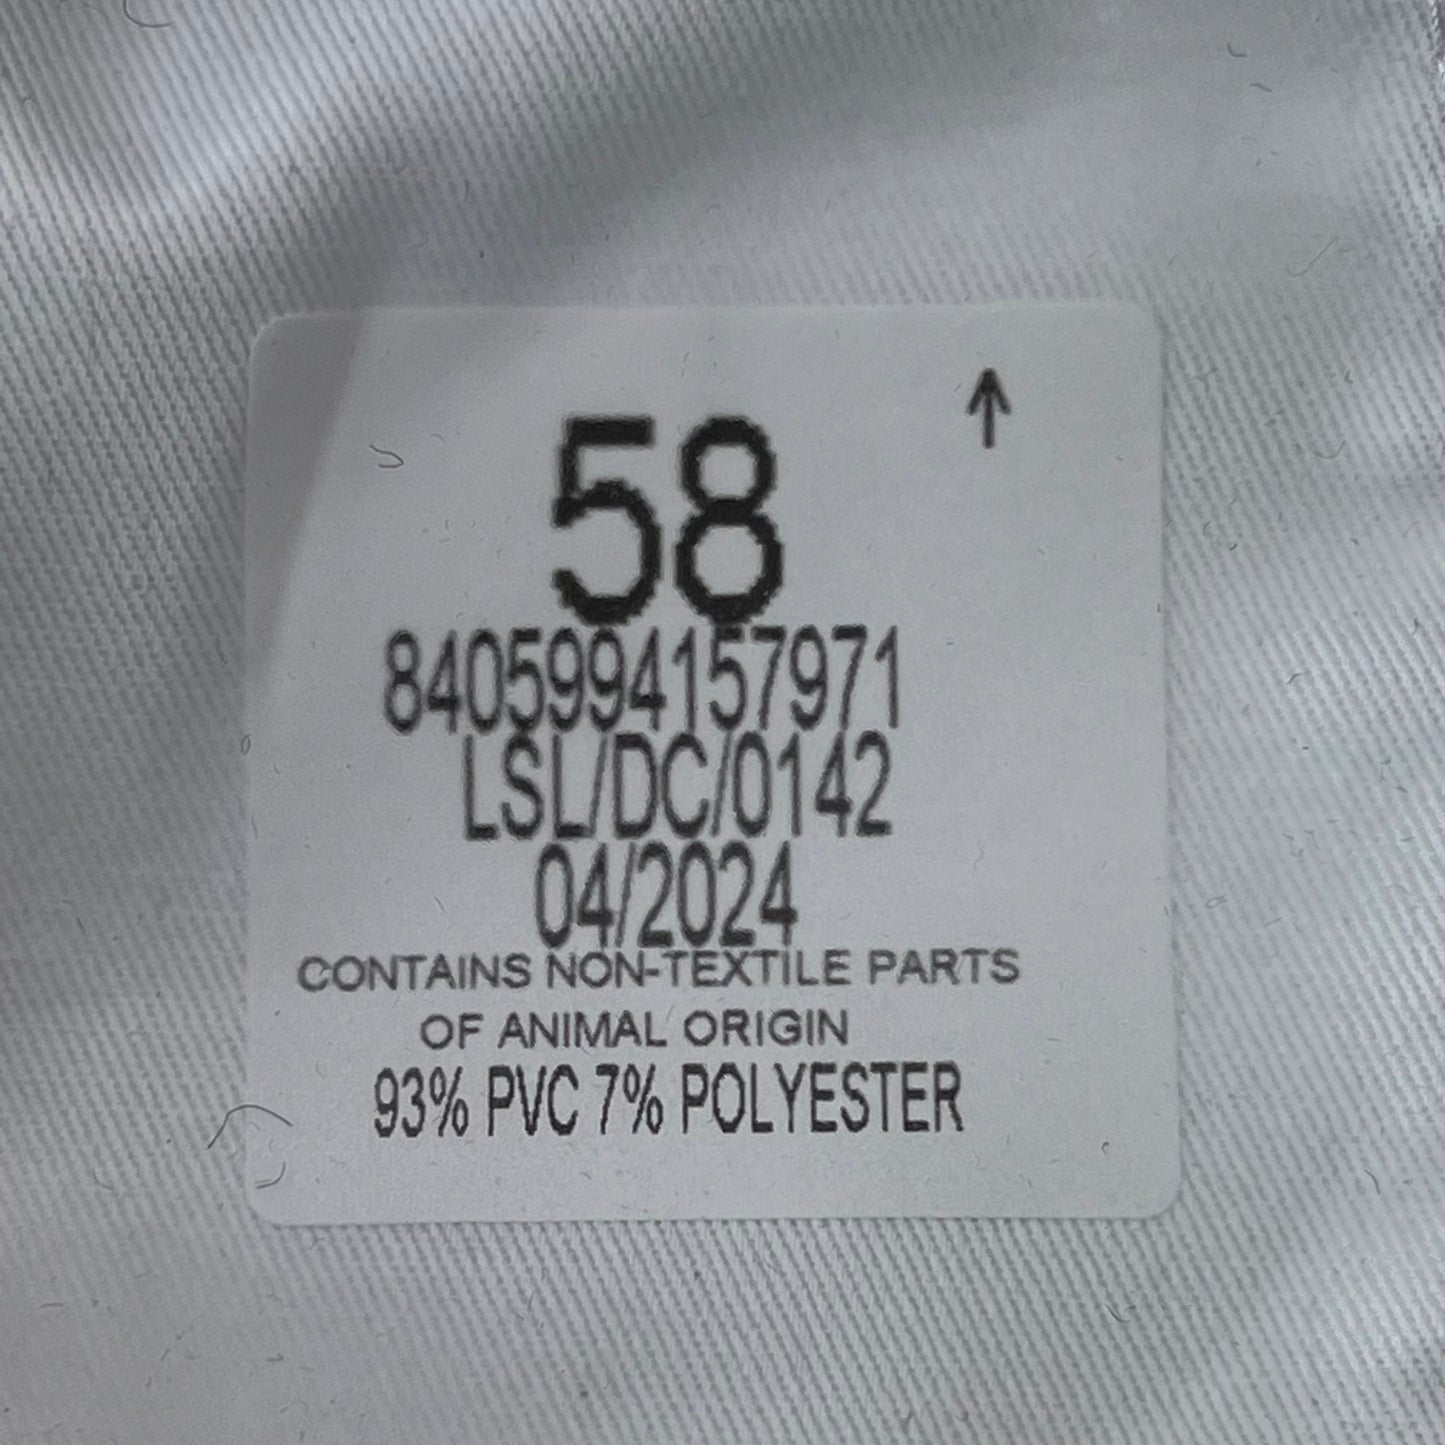 58
8405994157971
LSL/DC/0142
04/2024
CONTAINS NON-TEXTILE PARTS
OF ANIMAL ORIGIN
93% PVC 7% POLYESTER